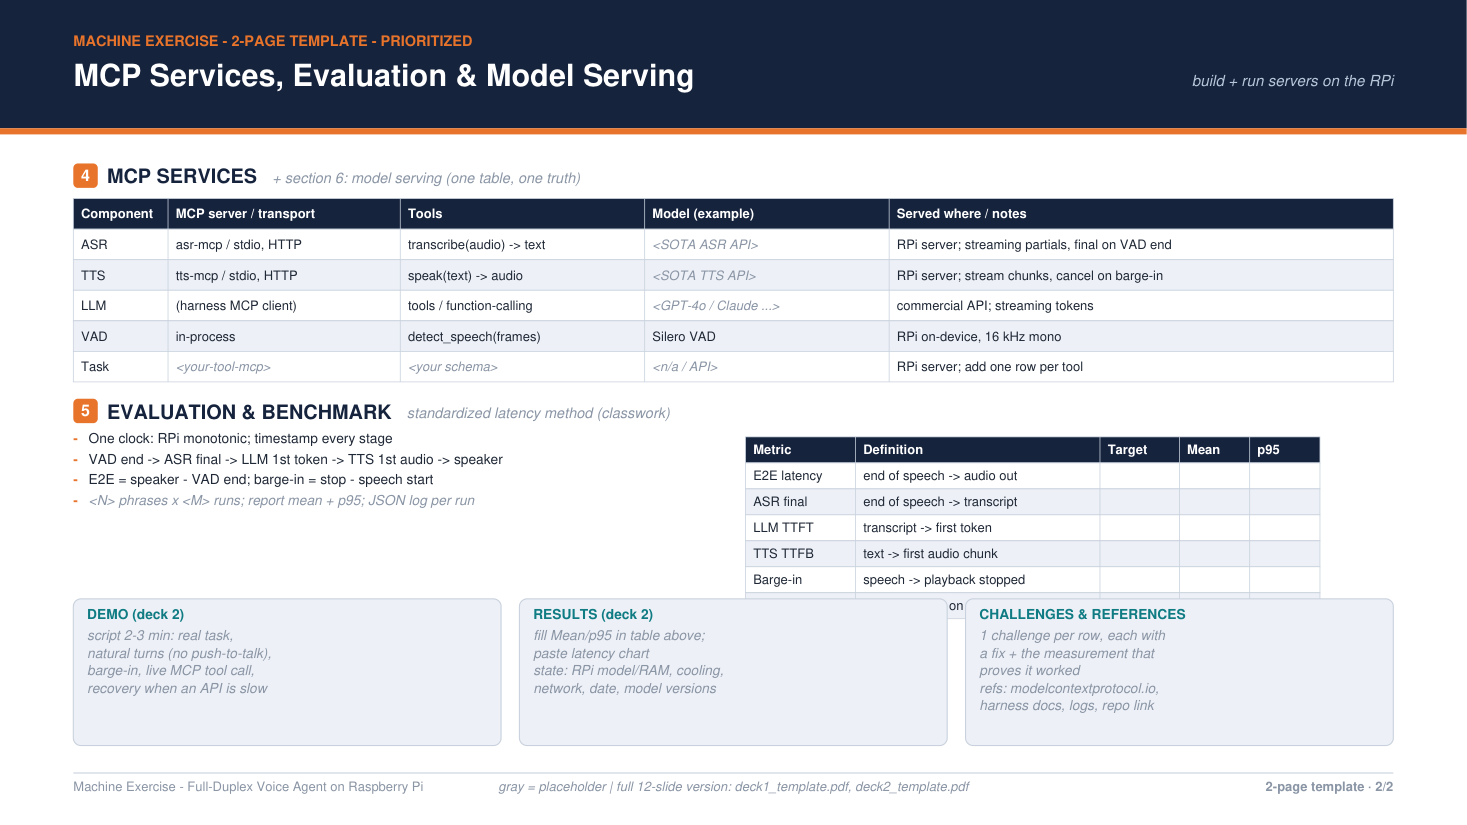 MACHINE EXERCISE - 2-PAGE TEMPLATE - PRIORITIZED
MCP Services, Evaluation & Model Serving
build + run servers on the RPi
4 MCP SERVICES + section 6: model serving (one table, one truth)
Component MCP server / transport Tools Model (example) Served where / notes
ASR asr-mcp / stdio, HTTP transcribe(audio) -> text <SOTA ASR API> RPi server; streaming partials, final on VAD end
TTS tts-mcp / stdio, HTTP speak(text) -> audio <SOTA TTS API> RPi server; stream chunks, cancel on barge-in
LLM (harness MCP client) tools / function-calling <GPT-4o / Claude ...> commercial API; streaming tokens
VAD in-process detect_speech(frames) Silero VAD RPi on-device, 16 kHz mono
Task <your-tool-mcp> <your schema> <n/a / API> RPi server; add one row per tool
5 EVALUATION & BENCHMARK standardized latency method (classwork)
- One clock: RPi monotonic; timestamp every stage
- VAD end -> ASR final -> LLM 1st token -> TTS 1st audio -> speaker
- E2E = speaker - VAD end; barge-in = stop - speech start
- <N> phrases x <M> runs; report mean + p95; JSON log per run
Metric Definition Target Mean p95
E2E latency end of speech -> audio out
ASR final end of speech -> transcript
LLM TTFT transcript -> first token
TTS TTFB text -> first audio chunk
Barge-in speech -> playback stopped
on
DEMO (deck 2)
script 2-3 min: real task,
natural turns (no push-to-talk),
barge-in, live MCP tool call,
recovery when an API is slow
RESULTS (deck 2)
fill Mean/p95 in table above;
paste latency chart
state: RPi model/RAM, cooling,
network, date, model versions
CHALLENGES & REFERENCES
1 challenge per row, each with
a fix + the measurement that
proves it worked
refs: modelcontextprotocol.io,
harness docs, logs, repo link
Machine Exercise - Full-Duplex Voice Agent on Raspberry Pi
gray = placeholder | full 12-slide version: deck1_template.pdf, deck2_template.pdf
2-page template · 2/2